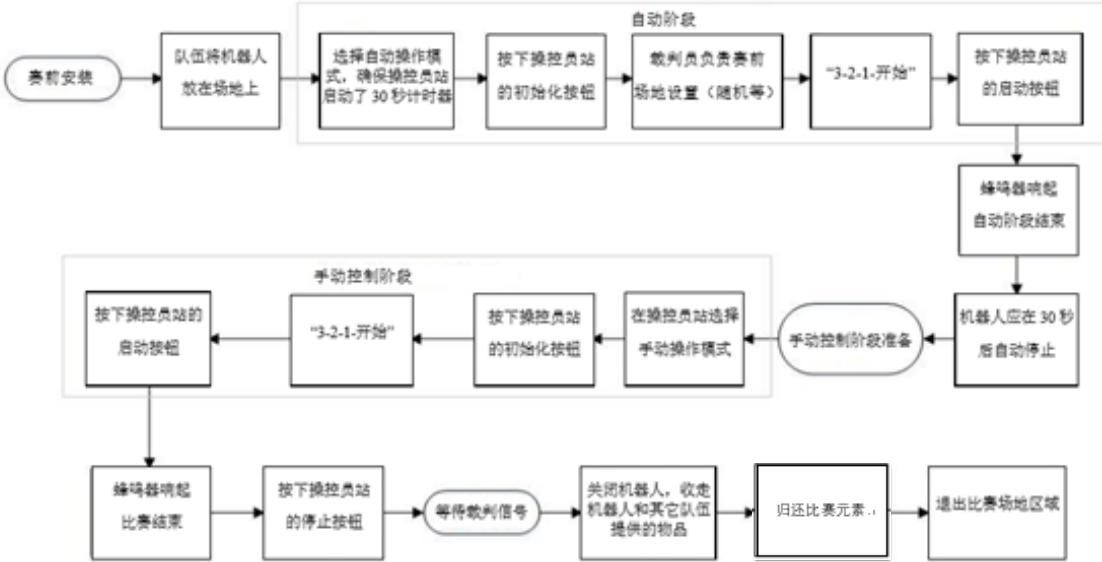 自动阶段
赛前安装
队伍将机器人
放在场地上
选择自动操作模
式，确保操控员站
启动了 30 秒计时器
按下操控员站
的初始化按钮
裁判员负责赛前
场地设置（随机等）
“3-2-1-开始”
按下操控员站
的启动按钮
蜂鸣器响起
自动阶段结束
机器人应在 30 秒
后自动停止
手动控制阶段准备
手动控制阶段
在操控员站选择
手动操作模式
按下操控员站
的初始化按钮
“3-2-1-开始”
按下操控员站的
启动按钮
蜂鸣器响起
比赛结束
按下操控员站
的停止按钮
等待裁判信号
关闭机器人，收走
机器人和其它队伍
提供的物品
归还比赛元素.
退出比赛场地区域